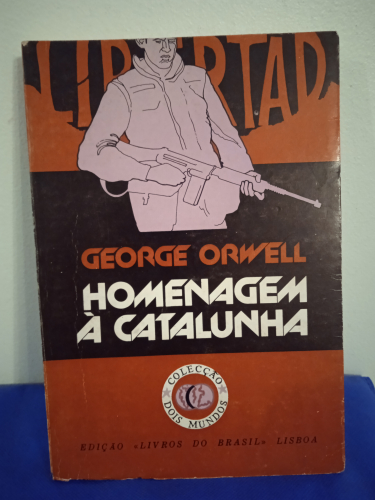 LIBERTAD
GEORGE ORWELL
HOMENAGEM
À CATALUNHA
COLECÇÃO
DOIS MUNDOS
EDIÇÃO «LIVROS DO BRASIL» LISBOA